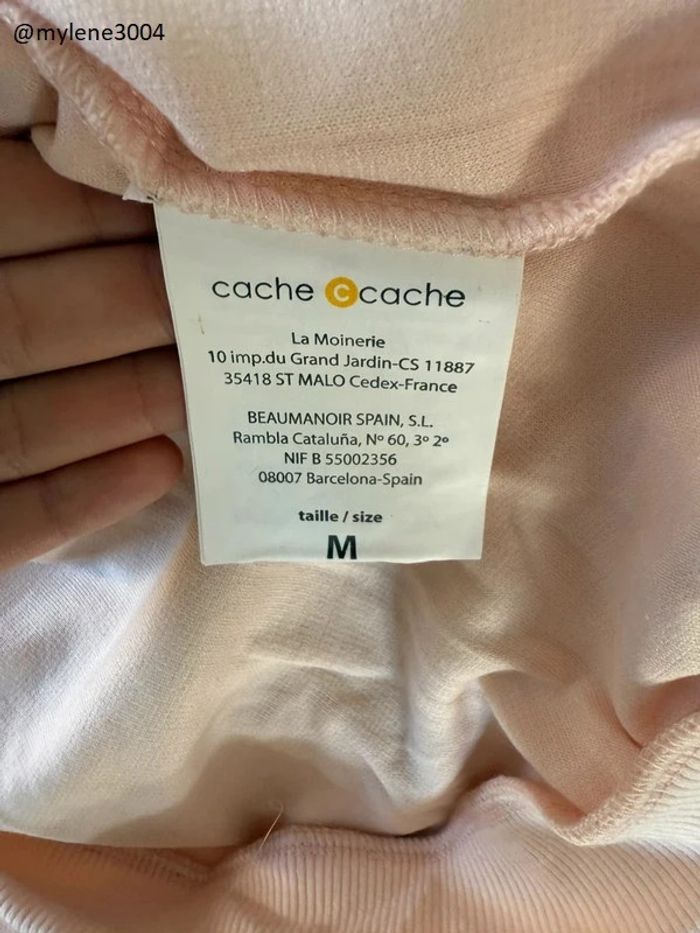 @mylene3004
cache c cache
La Moinerie
10 imp.du Grand Jardin-CS 11887
35418 ST MALO Cedex-France
BEAUMANOIR SPAIN, S.L.
Rambla Cataluña, Nº 60, 3º 2º
NIF B 55002356
08007 Barcelona-Spain
taille / size
M